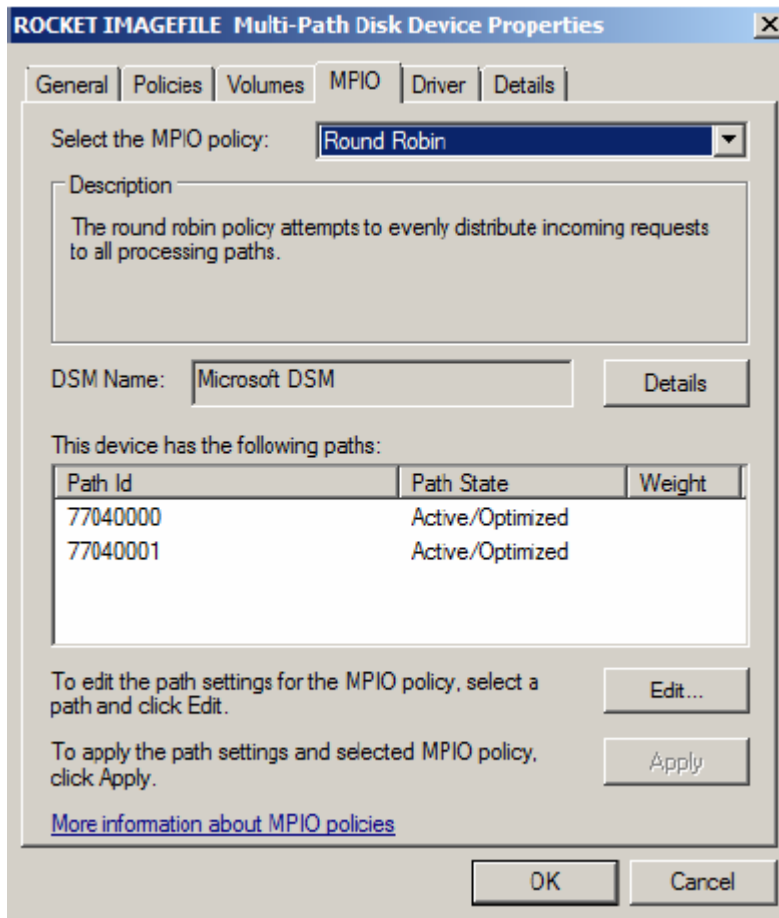 ROCKET IMAGEFILE Multi-Path Disk Device Properties
General Policies Volumes MPIO Driver Details
Select the MPIO policy: Round Robin
Description
The round robin policy attempts to evenly distribute incoming requests
to all processing paths.
DSM Name: Microsoft DSM Details
This device has the following paths:
Path Id Path State Weight
77040000 Active/Optimized
77040001 Active/Optimized
To edit the path settings for the MPIO policy, select a
path and click Edit. Edit...
To apply the path settings and selected MPIO policy,
click Apply. Apply
More information about MPIO policies
OK Cancel